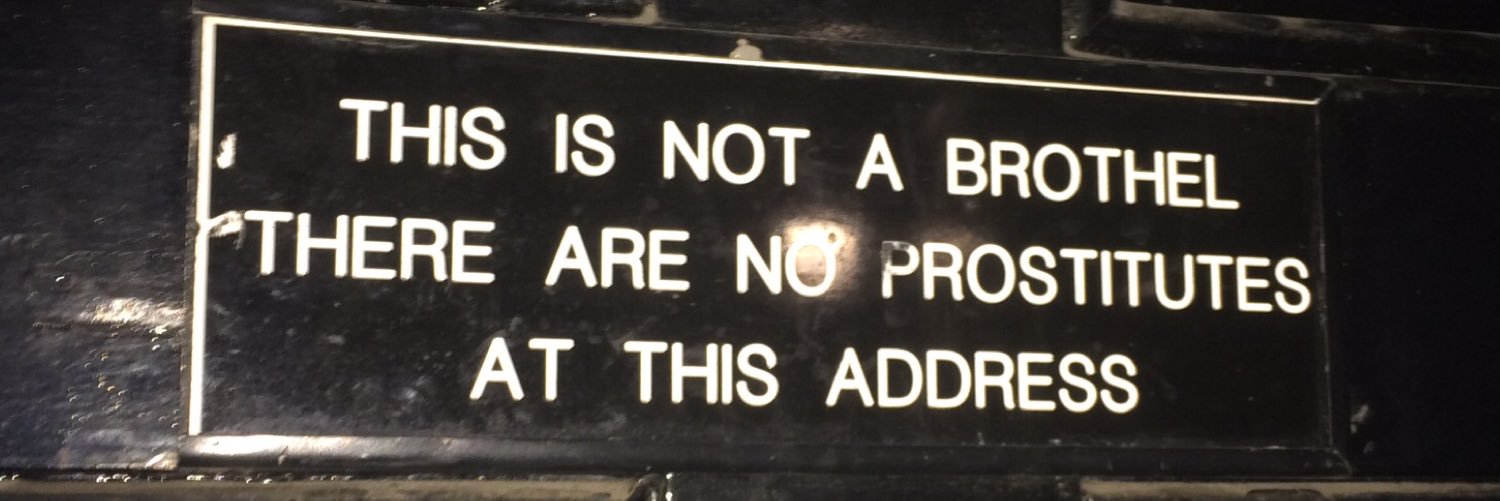 THIS IS NOT A BROTHEL
THERE ARE NO PROSTITUTES
AT THIS ADDRESS